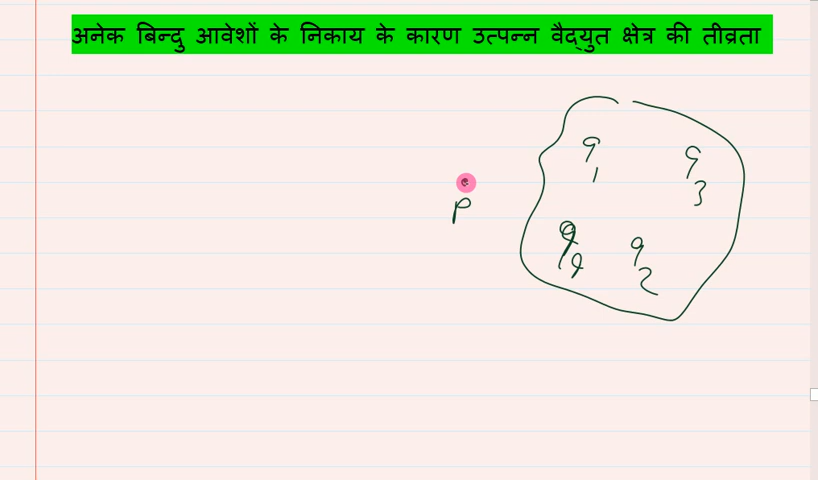 अनेक बिन्दु आवेशों के निकाय के कारण उत्पन्न वैद्युत क्षेत्र की तीव्रता
q1
q3
P
q4
q2